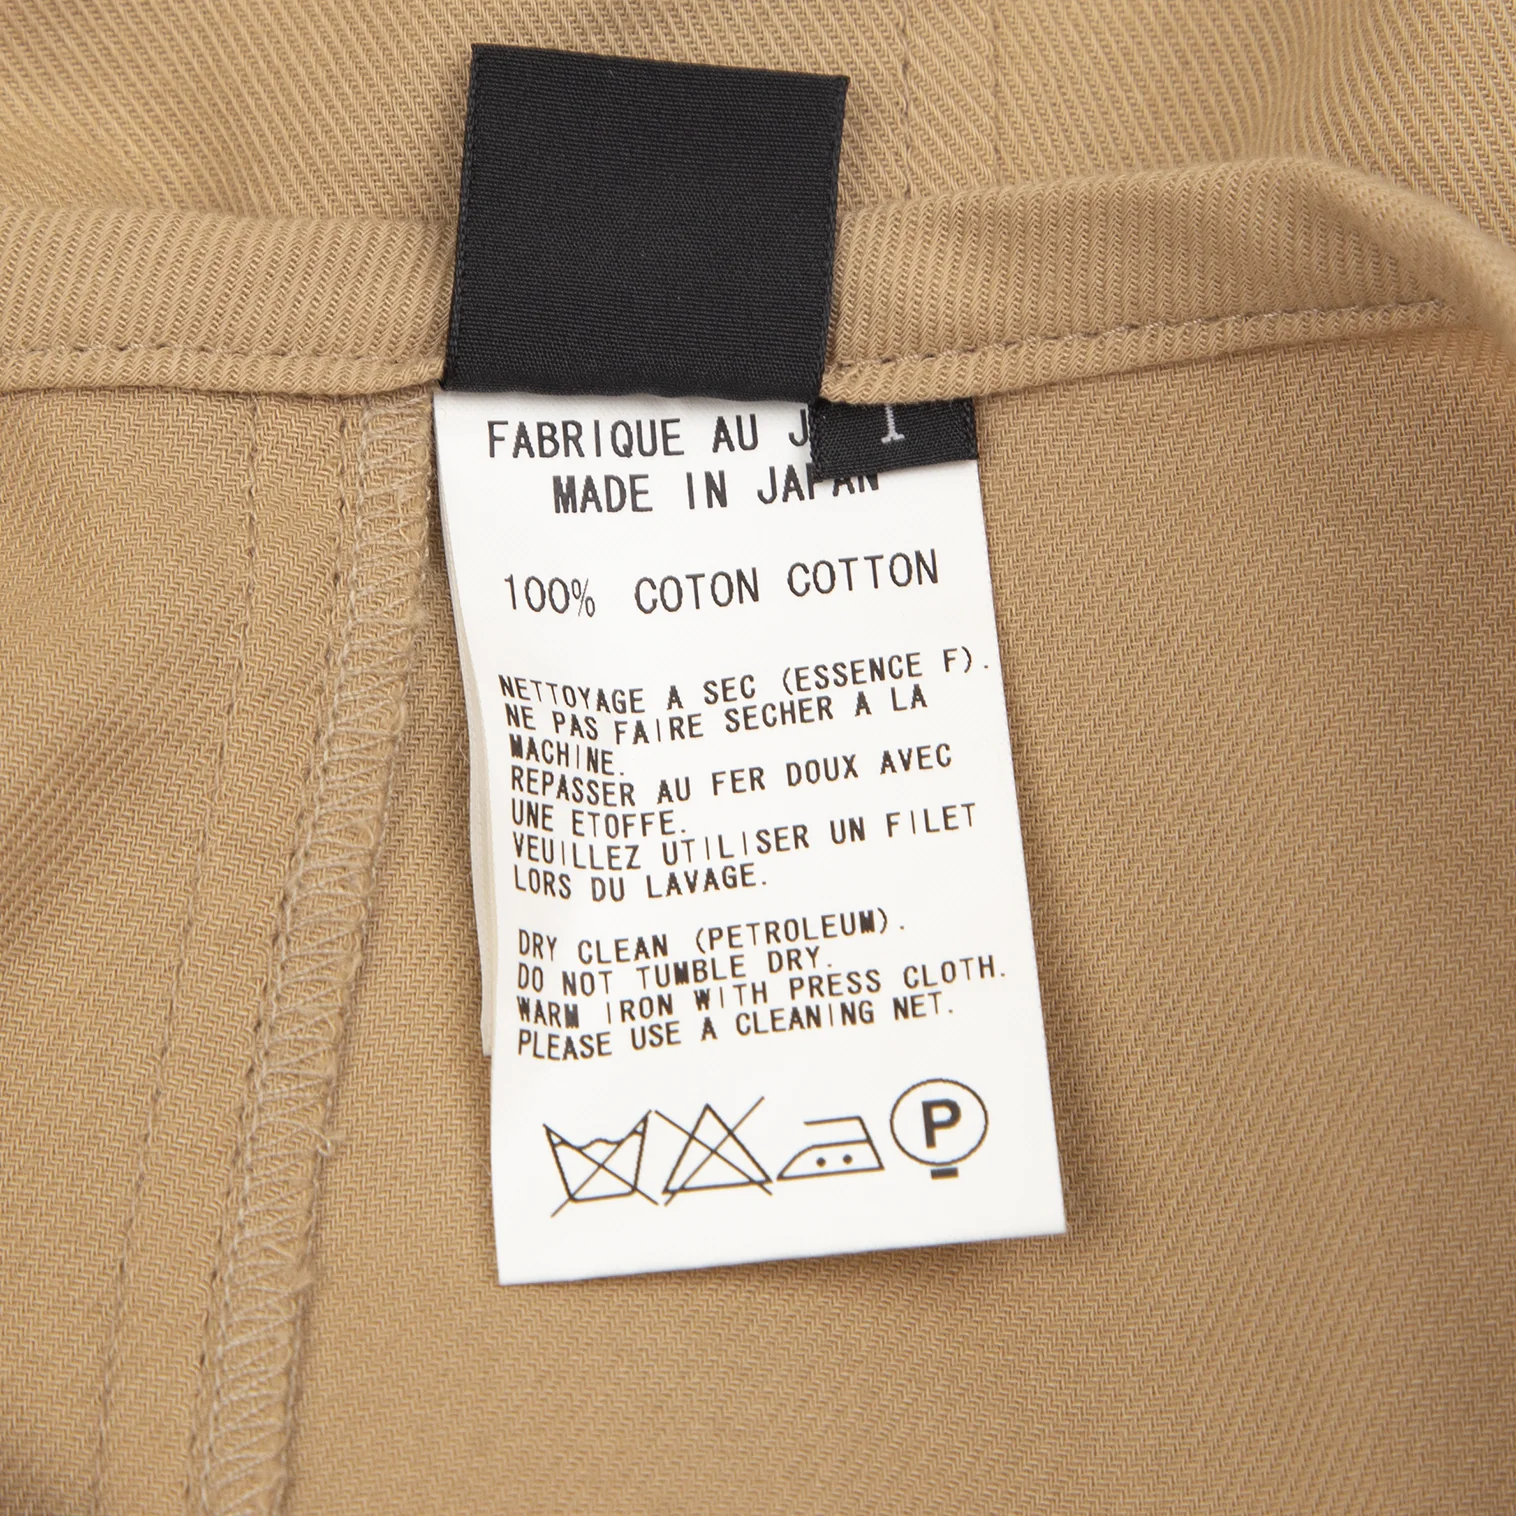 FABRIQUE AU
1
MADE IN JAPAN
100% COTON COTTON
NETTOYAGE A SEC (ESSENCE F).
NE PAS FAIRE SECHER A LA
MACHINE.
REPASSER AU FER DOUX AVEC
UNE ETOFFE.
VEUILLEZ UTILISER UN FILET
LORS DU LAVAGE.
DRY CLEAN (PETROLEUM).
DO NOT TUMBLE DRY.
WARM IRON WITH PRESS CLOTH.
PLEASE USE A CLEANING NET.
P